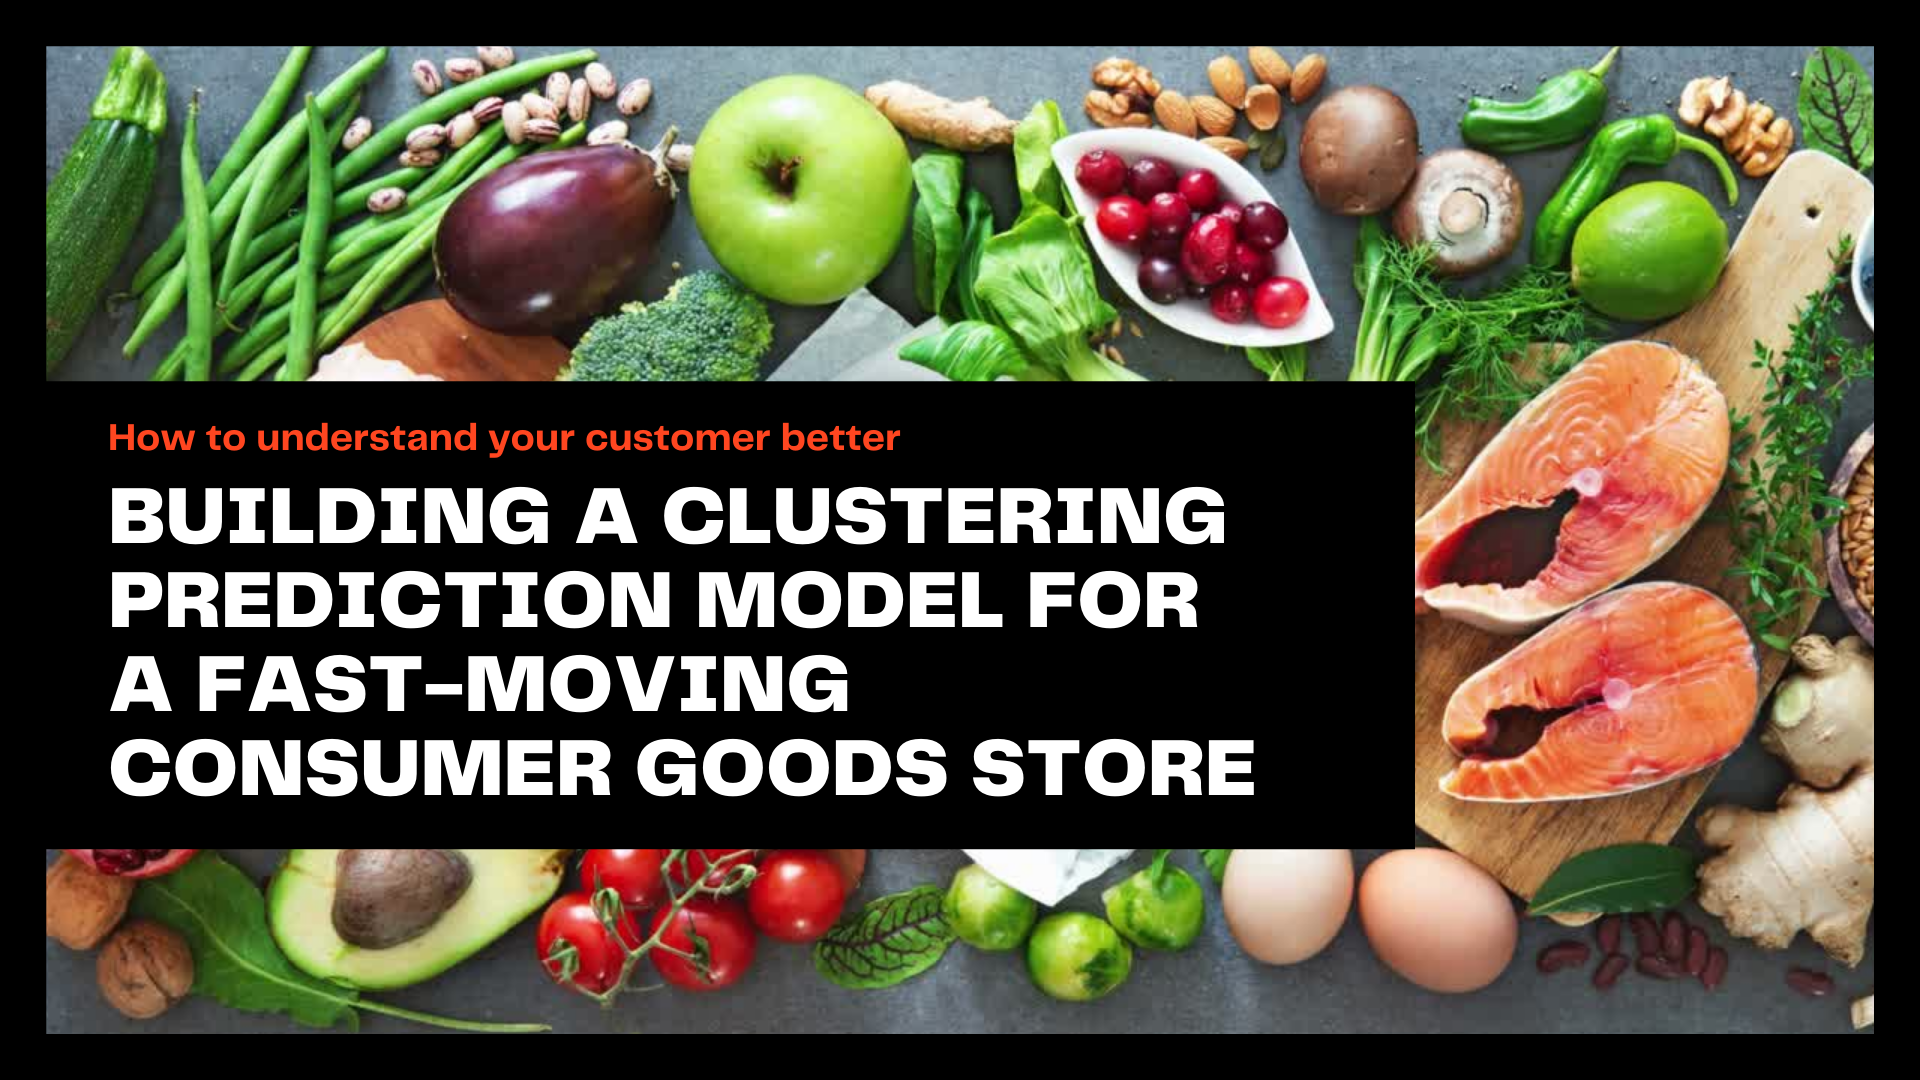 How to understand your customer better
BUILDING A CLUSTERING
PREDICTION MODEL FOR
A FAST-MOVING
CONSUMER GOODS STORE